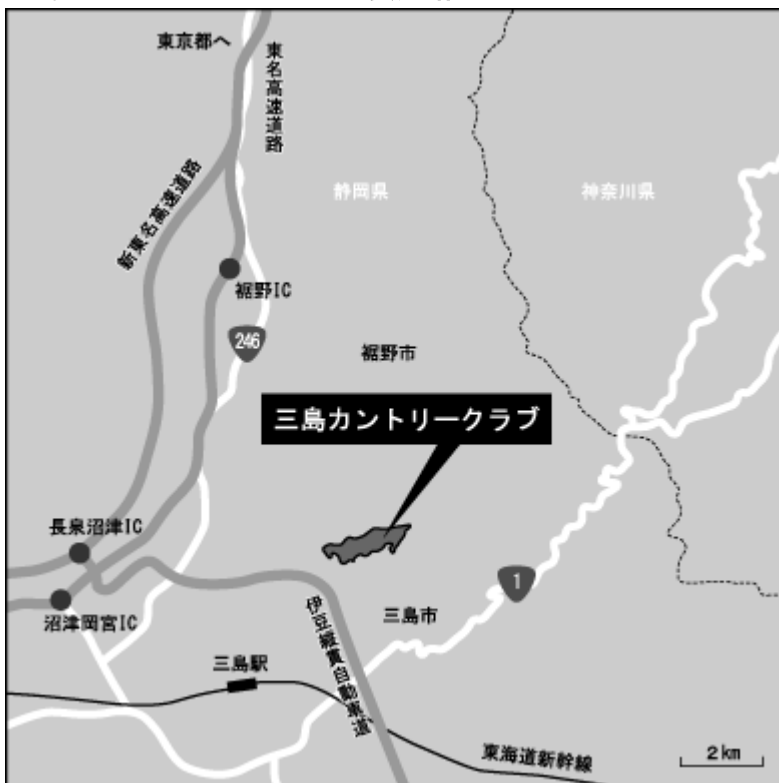 東京都へ
東名高速道路
新東名高速道路
静岡県
神奈川県
裾野IC
246
裾野市
三島カントリークラブ
長泉沼津IC
沼津岡宮IC
1
三島市
伊豆縦貫自動車道
三島駅
東海道新幹線
2km